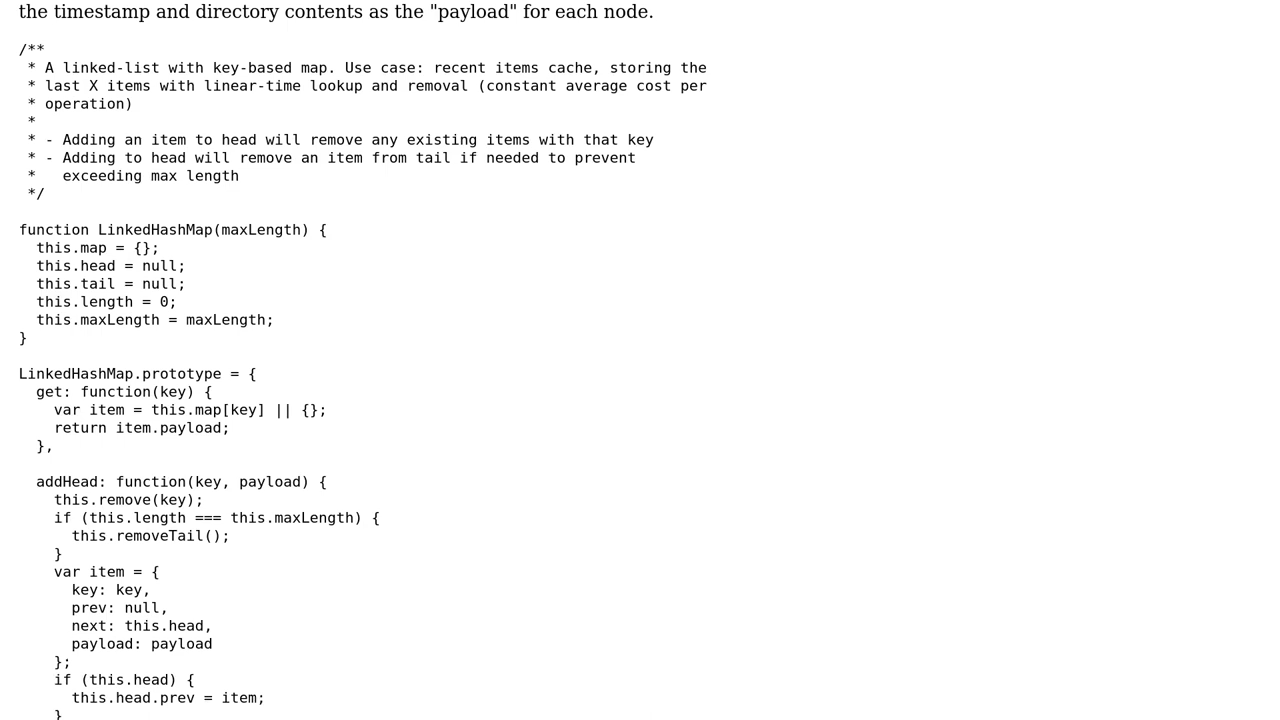 the timestamp and directory contents as the "payload" for each node.
/**
 * A linked-list with key-based map. Use case: recent items cache, storing the
 * last X items with linear-time lookup and removal (constant average cost per
 * operation)
 *
 * - Adding an item to head will remove any existing items with that key
 * - Adding to head will remove an item from tail if needed to prevent
 *   exceeding max length
 */

function LinkedHashMap(maxLength) {
  this.map = {};
  this.head = null;
  this.tail = null;
  this.length = 0;
  this.maxLength = maxLength;
}

LinkedHashMap.prototype = {
  get: function(key) {
    var item = this.map[key] || {};
    return item.payload;
  },

  addHead: function(key, payload) {
    this.remove(key);
    if (this.length === this.maxLength) {
      this.removeTail();
    }
    var item = {
      key: key,
      prev: null,
      next: this.head,
      payload: payload
    };
    if (this.head) {
      this.head.prev = item;
    }